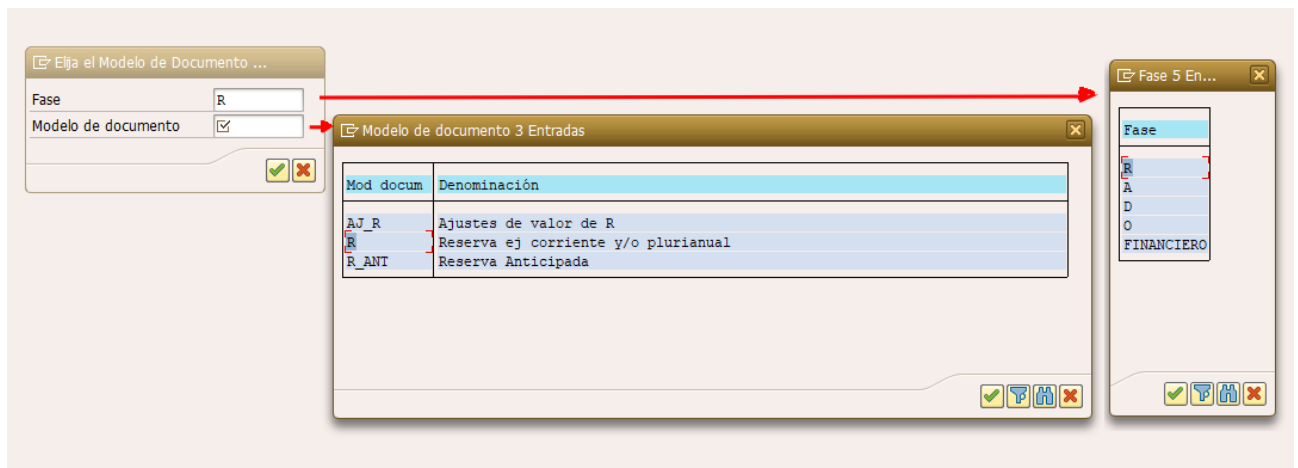 Elija el Modelo de Documento ...
Fase R
Modelo de documento
Modelo de documento 3 Entradas
Mod docum Denominación
AJ_R Ajustes de valor de R
R Reserva ej corriente y/o plurianual
R_ANT Reserva Anticipada
Fase 5 En...
Fase
R
A
D
O
FINANCIERO